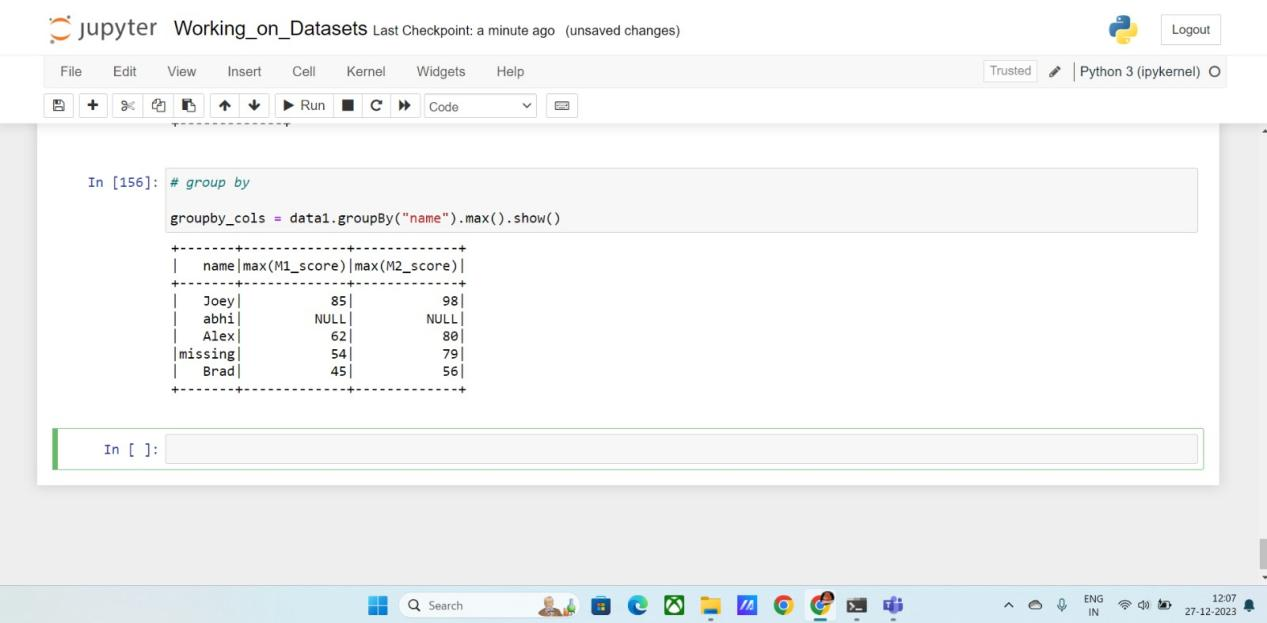 jupyter Working_on_Datasets Last Checkpoint: a minute ago (unsaved changes) Logout
File Edit View Insert Cell Kernel Widgets Help Trusted Python 3 (ipykernel)
Run Code
In [156]: # group by
groupby_cols = data1.groupBy("name").max().show()
+-------+-------------+-------------+
|   name|max(M1_score)|max(M2_score)|
+-------+-------------+-------------+
|   Joey|           85|           98|
|   abhi|         NULL|         NULL|
|   Alex|           62|           80|
|missing|           54|           79|
|   Brad|           45|           56|
+-------+-------------+-------------+
In [ ]:
Search ENG 12:07
IN 27-12-2023